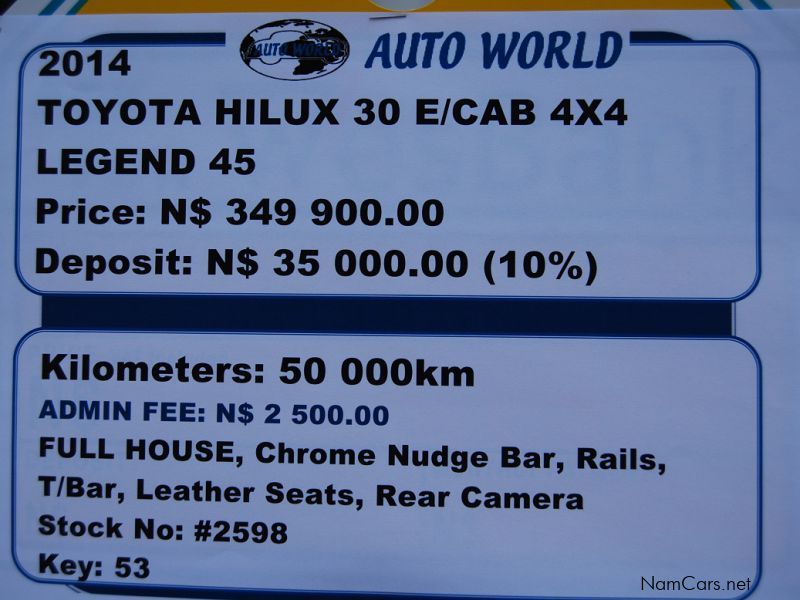 AUTO WORLD
AUTO WORLD
2014
TOYOTA HILUX 30 E/CAB 4X4
LEGEND 45
Price: N$ 349 900.00
Deposit: N$ 35 000.00 (10%)
Kilometers: 50 000km
ADMIN FEE: N$ 2 500.00
FULL HOUSE, Chrome Nudge Bar, Rails,
T/Bar, Leather Seats, Rear Camera
Stock No: #2598
Key: 53
NamCars.net